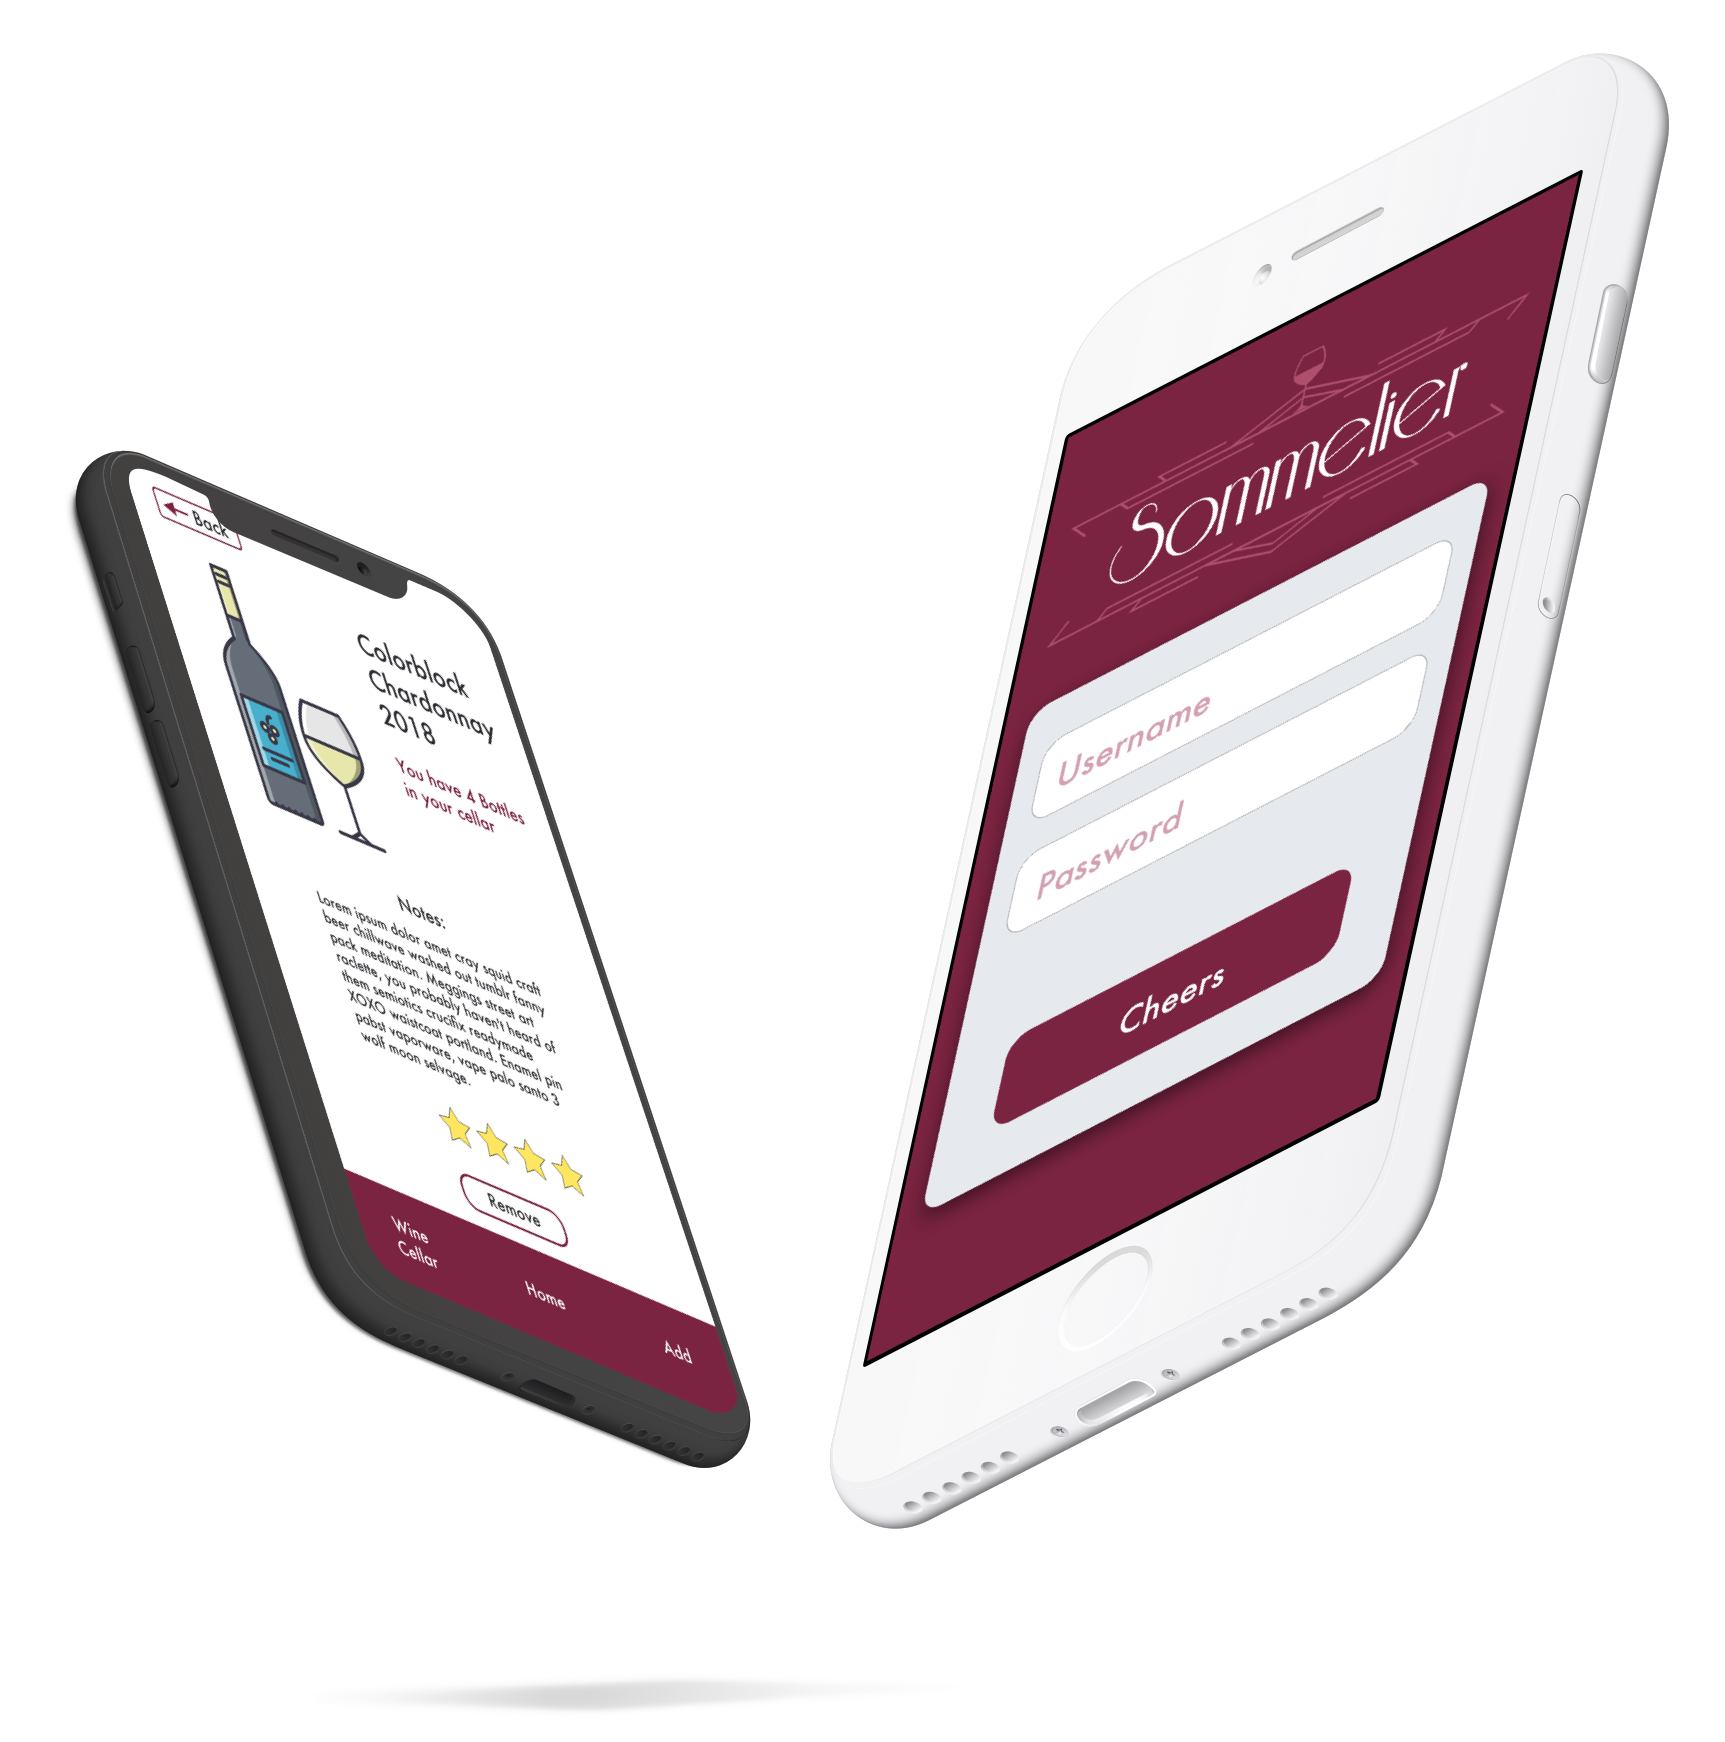 Back
Colorblock
Chardonnay
2018
You have 4 Bottles
in your cellar
Notes:
Lorem ipsum dolor amet cray squid craft
beer chillwave washed out tumblr fanny
pack meditation. Meggings street art
raclette, you probably haven't heard of
them semiotics crucifix readymade
XOXO waistcoat portland. Enamel pin
pabst vaporware, vape palo santo 3
wolf moon selvage.
Remove
Wine
Cellar
Home
Add
Sommelier
Username
Password
Cheers